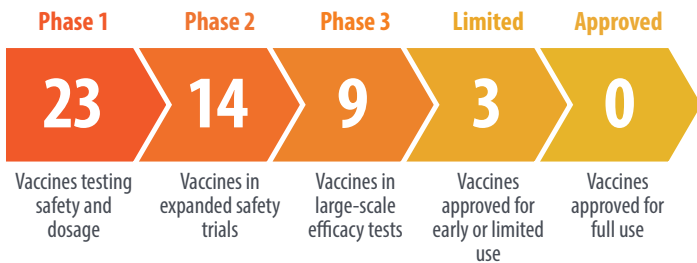 Phase 1
Phase 2
Phase 3
Limited
Approved
23
14
9
3
0
Vaccines testing
safety and
dosage
Vaccines in
expanded safety
trials
Vaccines in
large-scale
efficacy tests
Vaccines
approved for
early or limited
use
Vaccines
approved for
full use